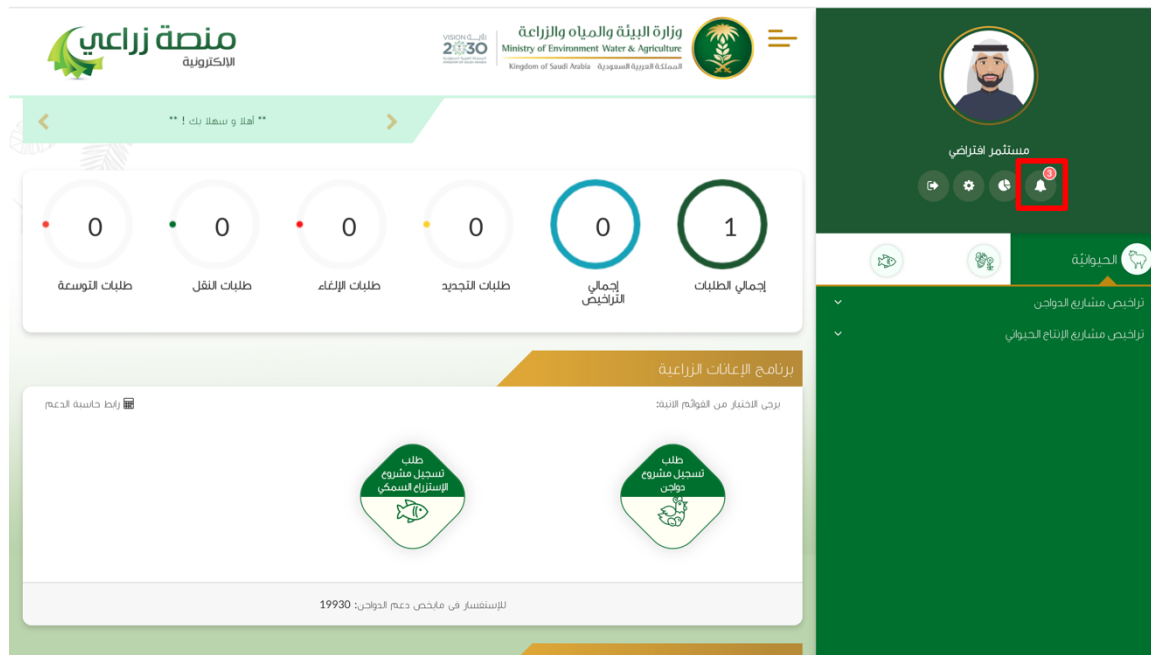 مستثمر افتراضي
3
الحيوانيّة
تراخيص مشاريع الدواجن
تراخيص مشاريع الإنتاج الحيواني
وزارة البيئة والمياه والزراعة
Ministry of Environment Water & Agriculture
Kingdom of Saudi Arabia المملكة العربية السعودية
VISION رؤية
2030
منصة زراعي
الإلكترونية
** أهلا و سهلا بك ! **
1
إجمالي الطلبات
0
إجمالي
التراخيص
0
طلبات التجديد
0
طلبات الإلغاء
0
طلبات النقل
0
طلبات التوسعة
برنامج الإعانات الزراعية
يرجى الاختيار من القوائم الاتية:
رابط حاسبة الدعم
طلب
تسجيل مشروع
دواجن
طلب
تسجيل مشروع
الإستزراع السمكي
للإستفسار في مايخص دعم الدواجن: 19930